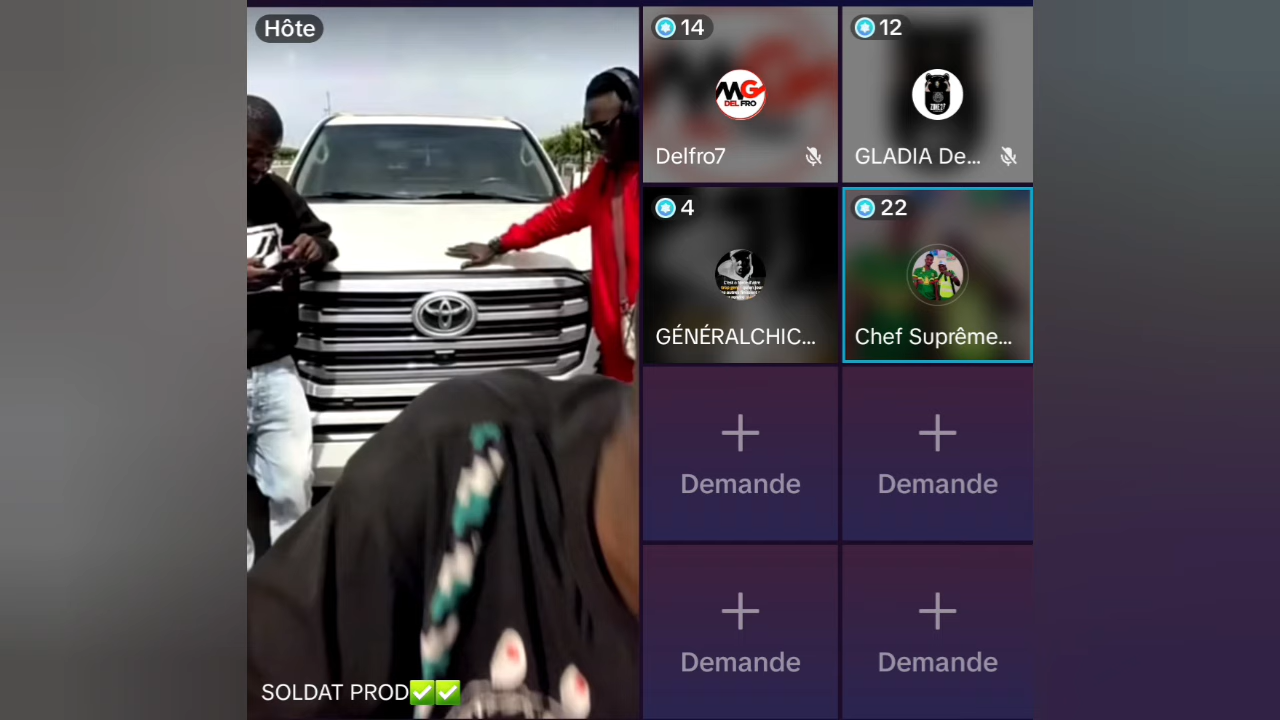 Hôte
SOLDAT PROD✅✅
14
MG
DEL FRO
Delfro7
12
GLADIA De...
4
GÉNÉRALCHIC...
22
Chef Suprême...
Demande
Demande
Demande
Demande